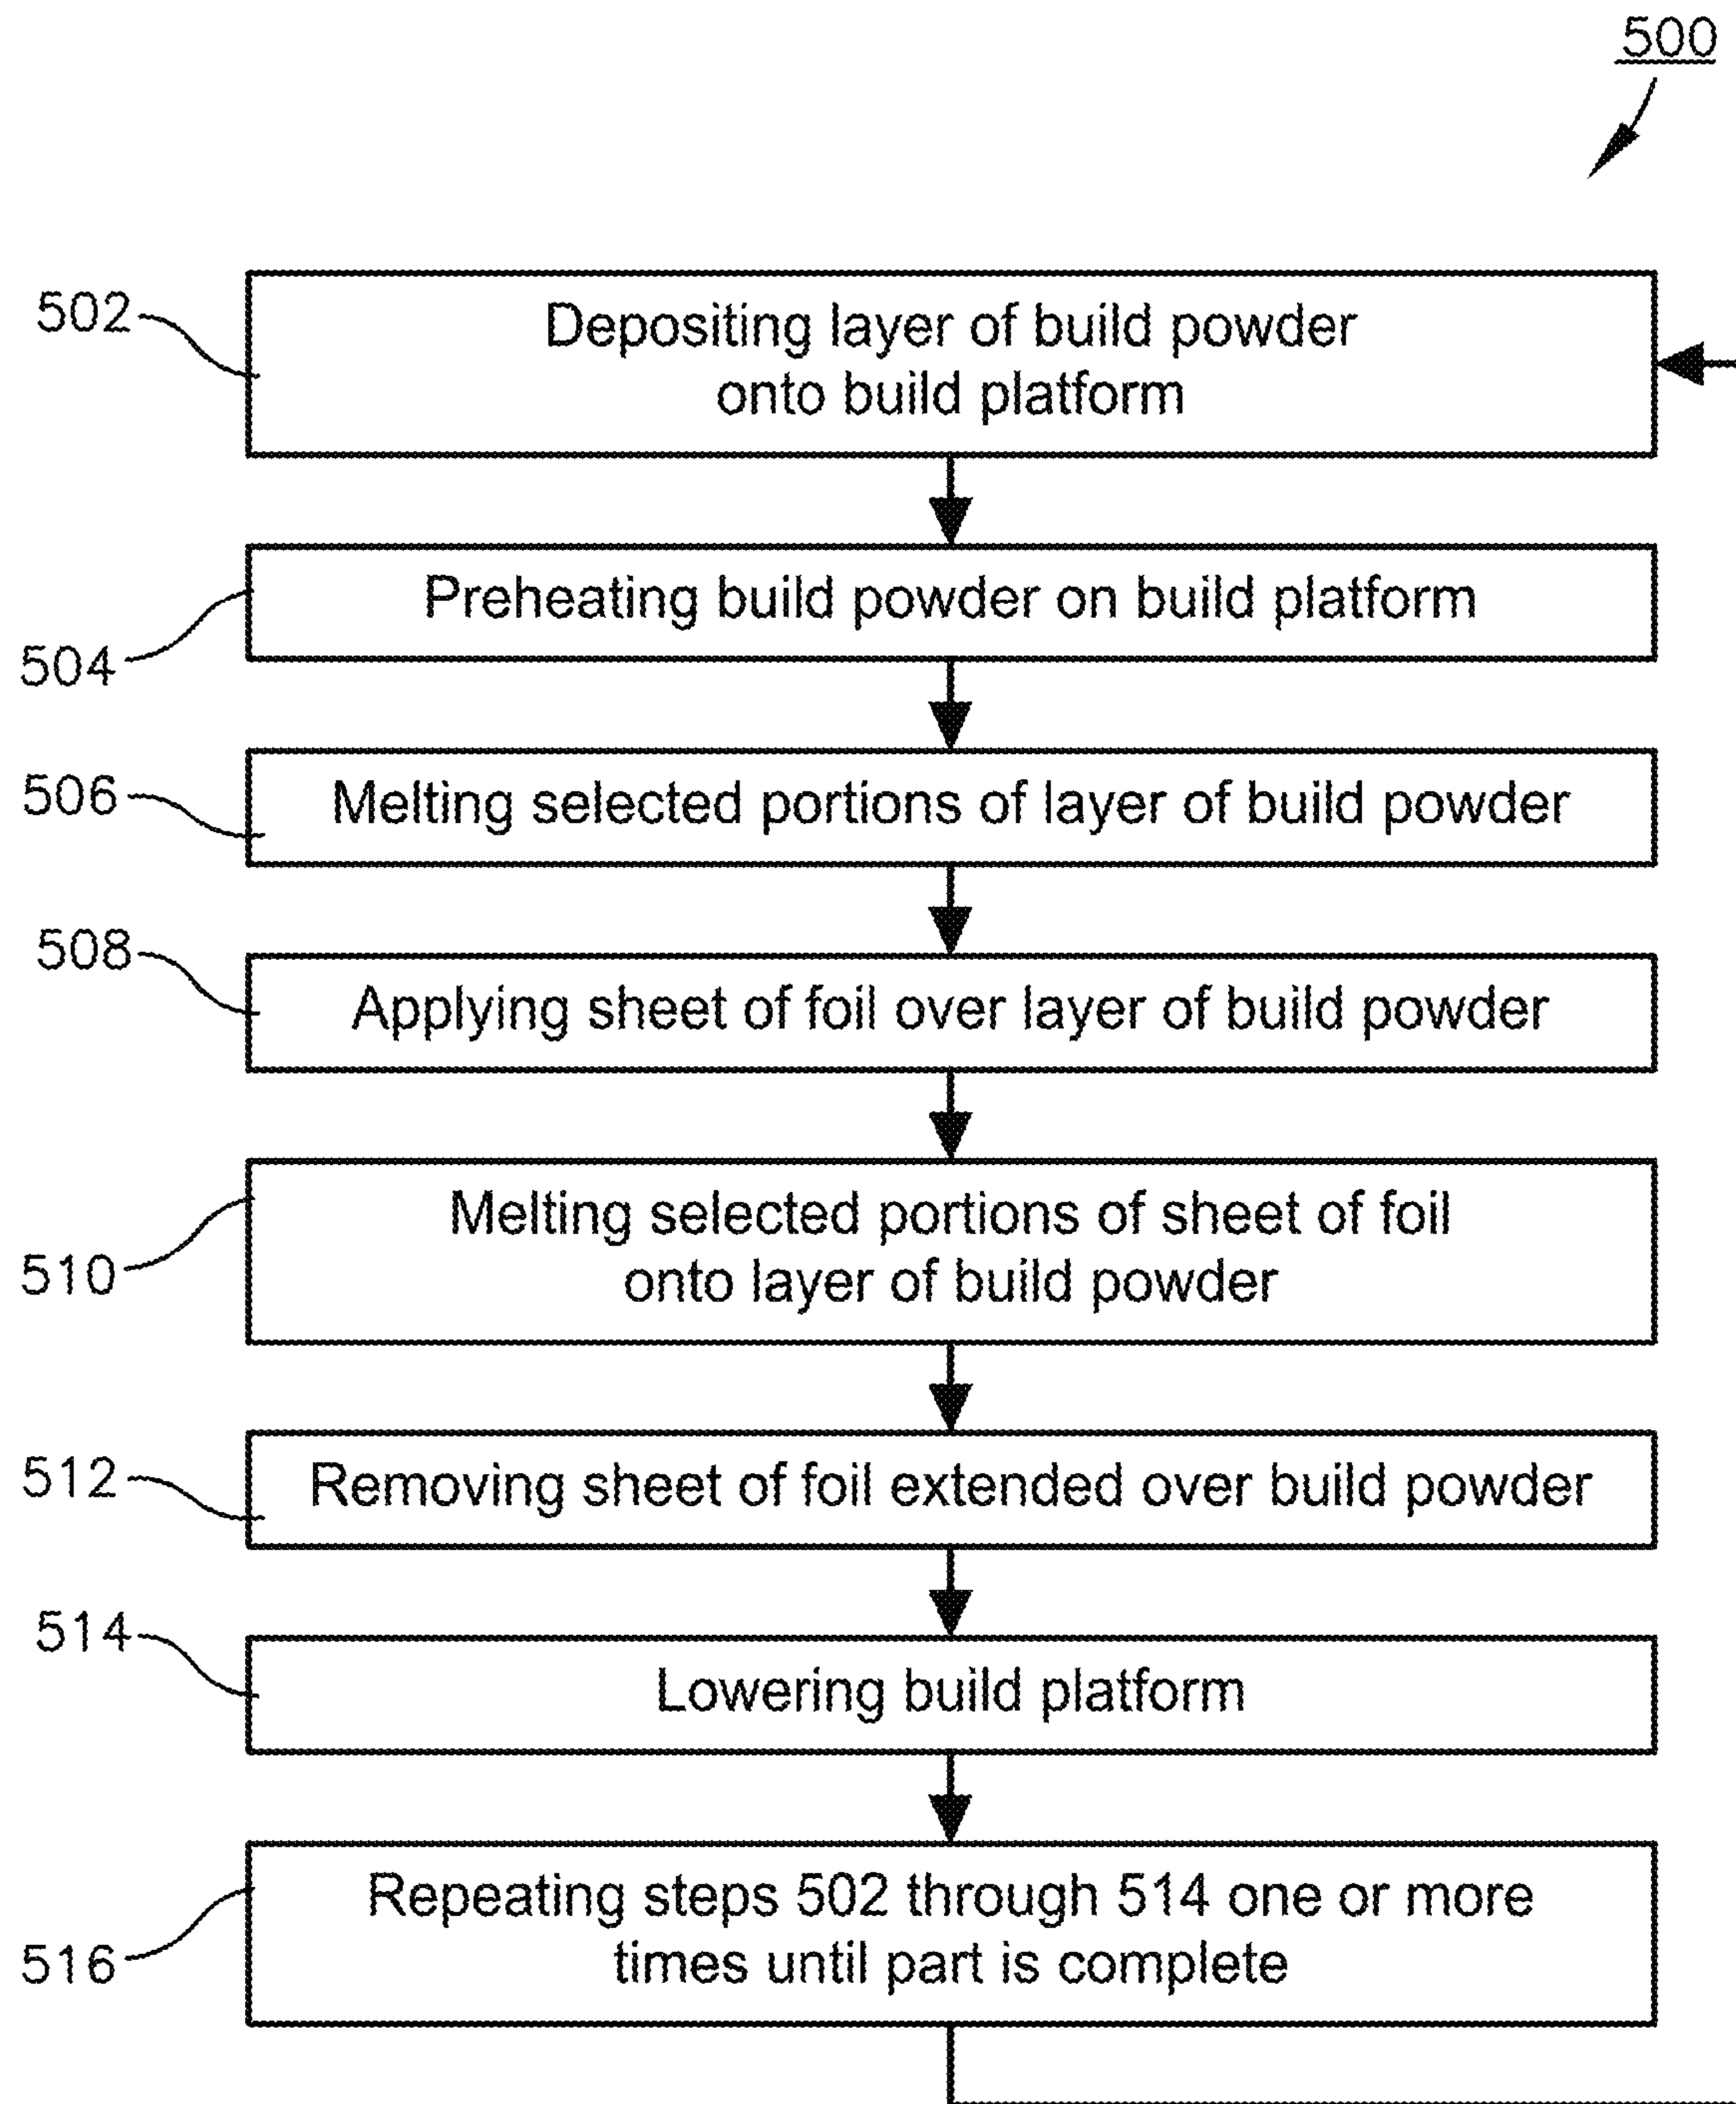 500
502
Depositing layer of build powder
onto build platform
504
Preheating build powder on build platform
506
Melting selected portions of layer of build powder
508
Applying sheet of foil over layer of build powder
510
Melting selected portions of sheet of foil
onto layer of build powder
512
Removing sheet of foil extended over build powder
514
Lowering build platform
516
Repeating steps 502 through 514 one or more
times until part is complete